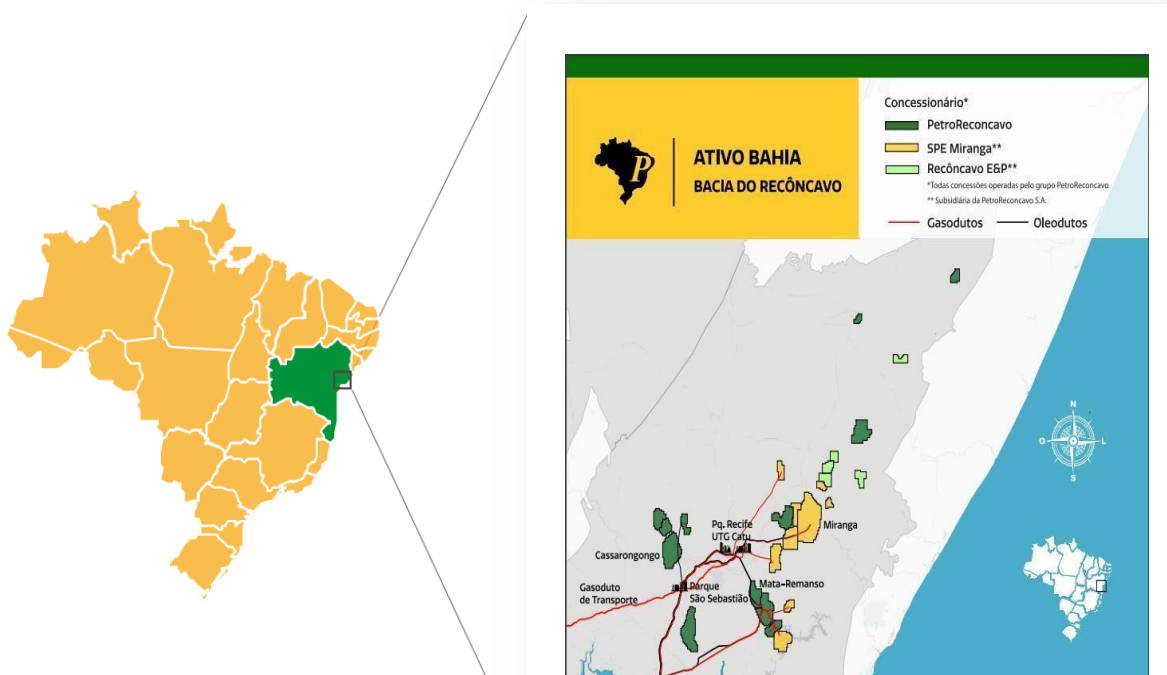 P
ATIVO BAHIA
BACIA DO RECÔNCAVO
Concessionário*
PetroReconcavo
SPE Miranga**
Recôncavo E&P**
*Todas concessões operadas pelo grupo PetroReconcavo
** Subsidiária da PetroReconcavo S.A.
Gasodutos
Oleodutos
N
O
L
S
Pq. Recife
UTG Catu
Miranga
Cassarongongo
Gasoduto
de Transporte
Parque
São Sebastião
Mata-Remanso